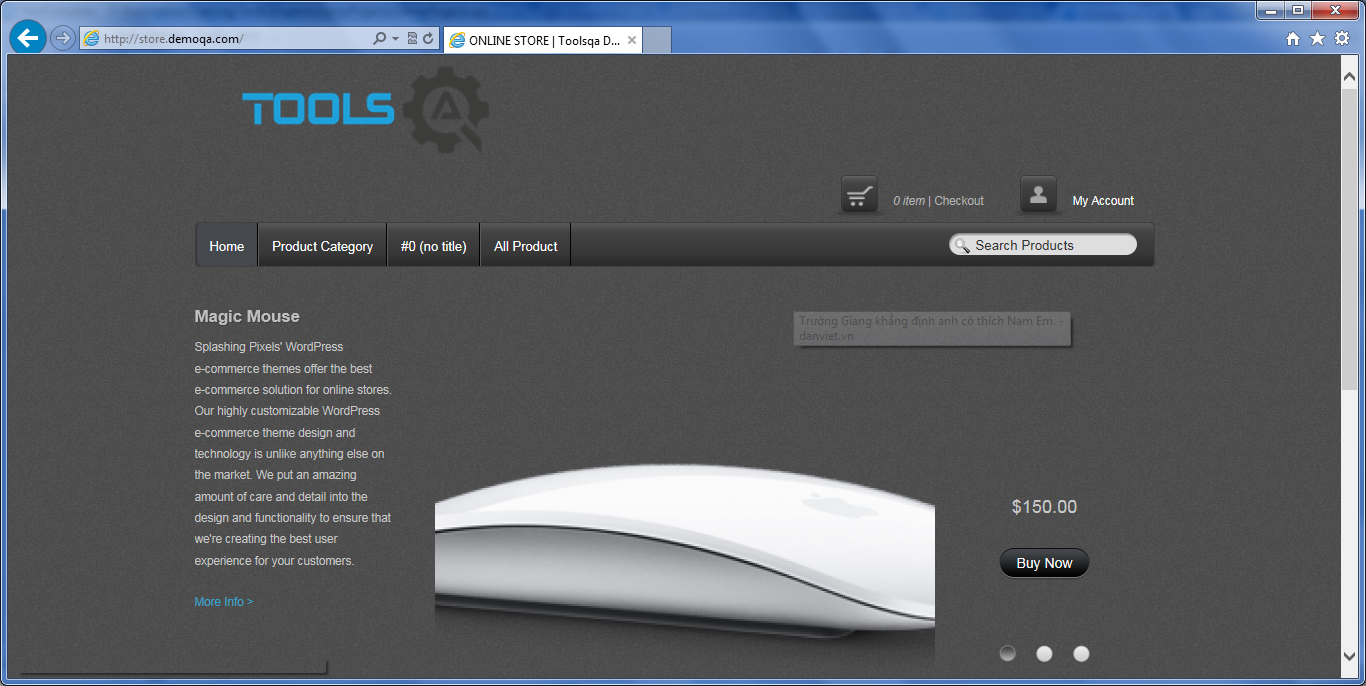 http://store.demoqa.com/
ONLINE STORE | Toolsqa D...
TOOLS
0 item | Checkout
My Account
Home
Product Category
#0 (no title)
All Product
Search Products
Magic Mouse
Splashing Pixels' WordPress
e-commerce themes offer the best
e-commerce solution for online stores.
Our highly customizable WordPress
e-commerce theme design and
technology is unlike anything else on
the market. We put an amazing
amount of care and detail into the
design and functionality to ensure that
we're creating the best user
experience for your customers.
More Info >
Trường Giang khẳng định anh có thích Nam Em. -
danviet.vn
$150.00
Buy Now